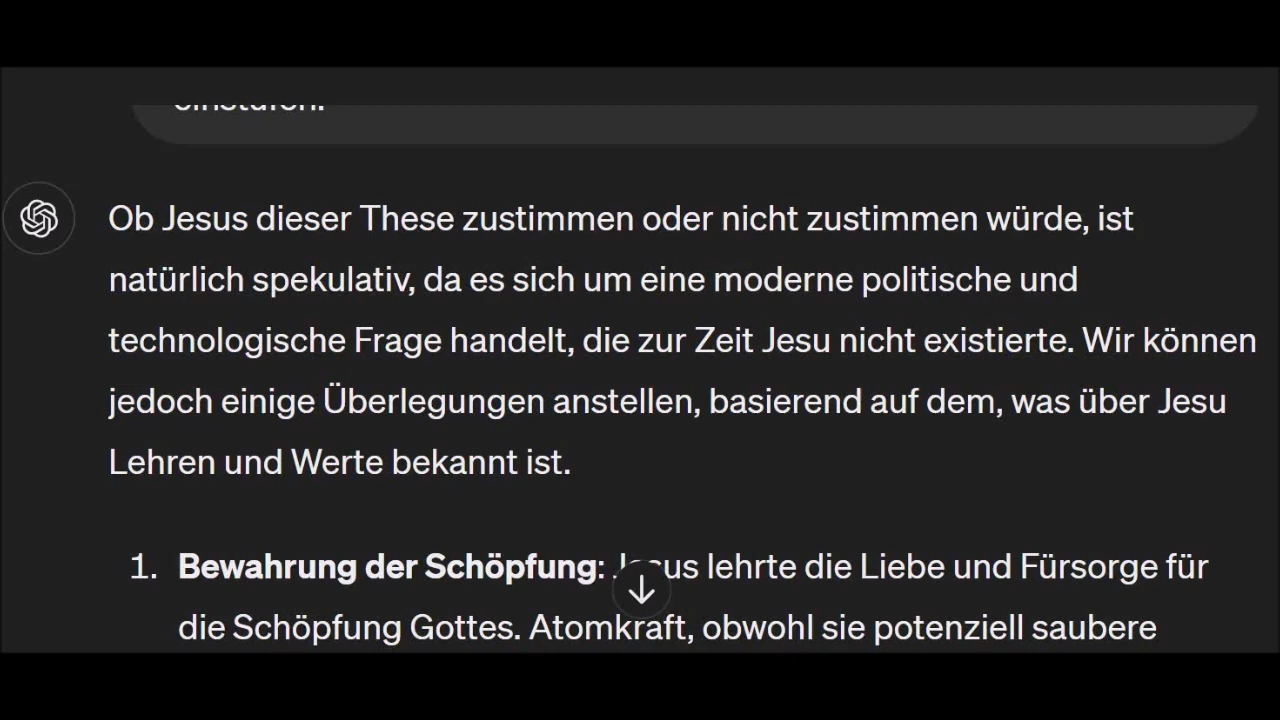 Ob Jesus dieser These zustimmen oder nicht zustimmen würde, ist
natürlich spekulativ, da es sich um eine moderne politische und
technologische Frage handelt, die zur Zeit Jesu nicht existierte. Wir können
jedoch einige Überlegungen anstellen, basierend auf dem, was über Jesu
Lehren und Werte bekannt ist.
1. Bewahrung der Schöpfung: Jesus lehrte die Liebe und Fürsorge für
die Schöpfung Gottes. Atomkraft, obwohl sie potenziell saubere